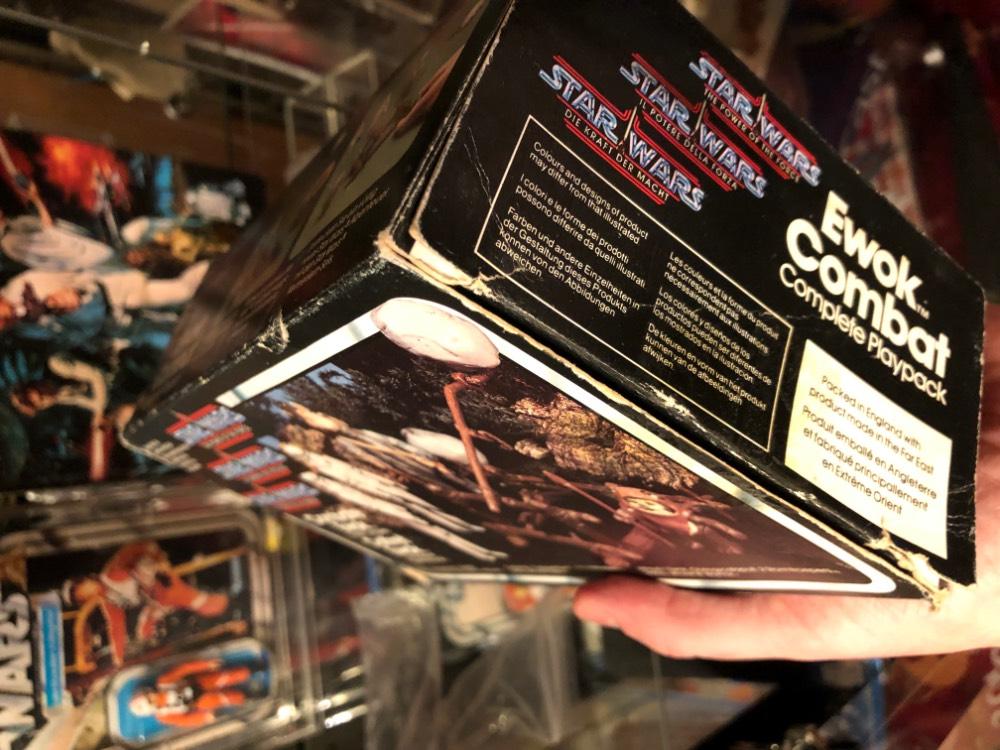 STAR WARS
DIE KRAFT DER MACHT
STAR WARS
IL POTERE DELLA FORZA
STAR WARS
THE POWER OF THE FORCE
Ewok™
Combat
Complete Playpack
Colours and designs of product
may differ from that illustrated
I colori e le forme dei prodotti
possono differire da quelli illustrati
Farben und andere Einzelheiten in
der Gestaltung dieses Produkts
können von den Abbildungen
abweichen.
Les couleurs et la forme du produit
ne correspondent pas
nécessairement aux illustrations
Los colores y diseños de los
productos pueden ser diferentes de
los mostrados en la ilustración.
De kleuren en vorm van het produkt
kunnen van de afbeeldingen
afwijken.
Packed in England with
product made in the Far East
Produit emballé en Angleterre
et fabriqué principalement
en Extrême Orient
WARS